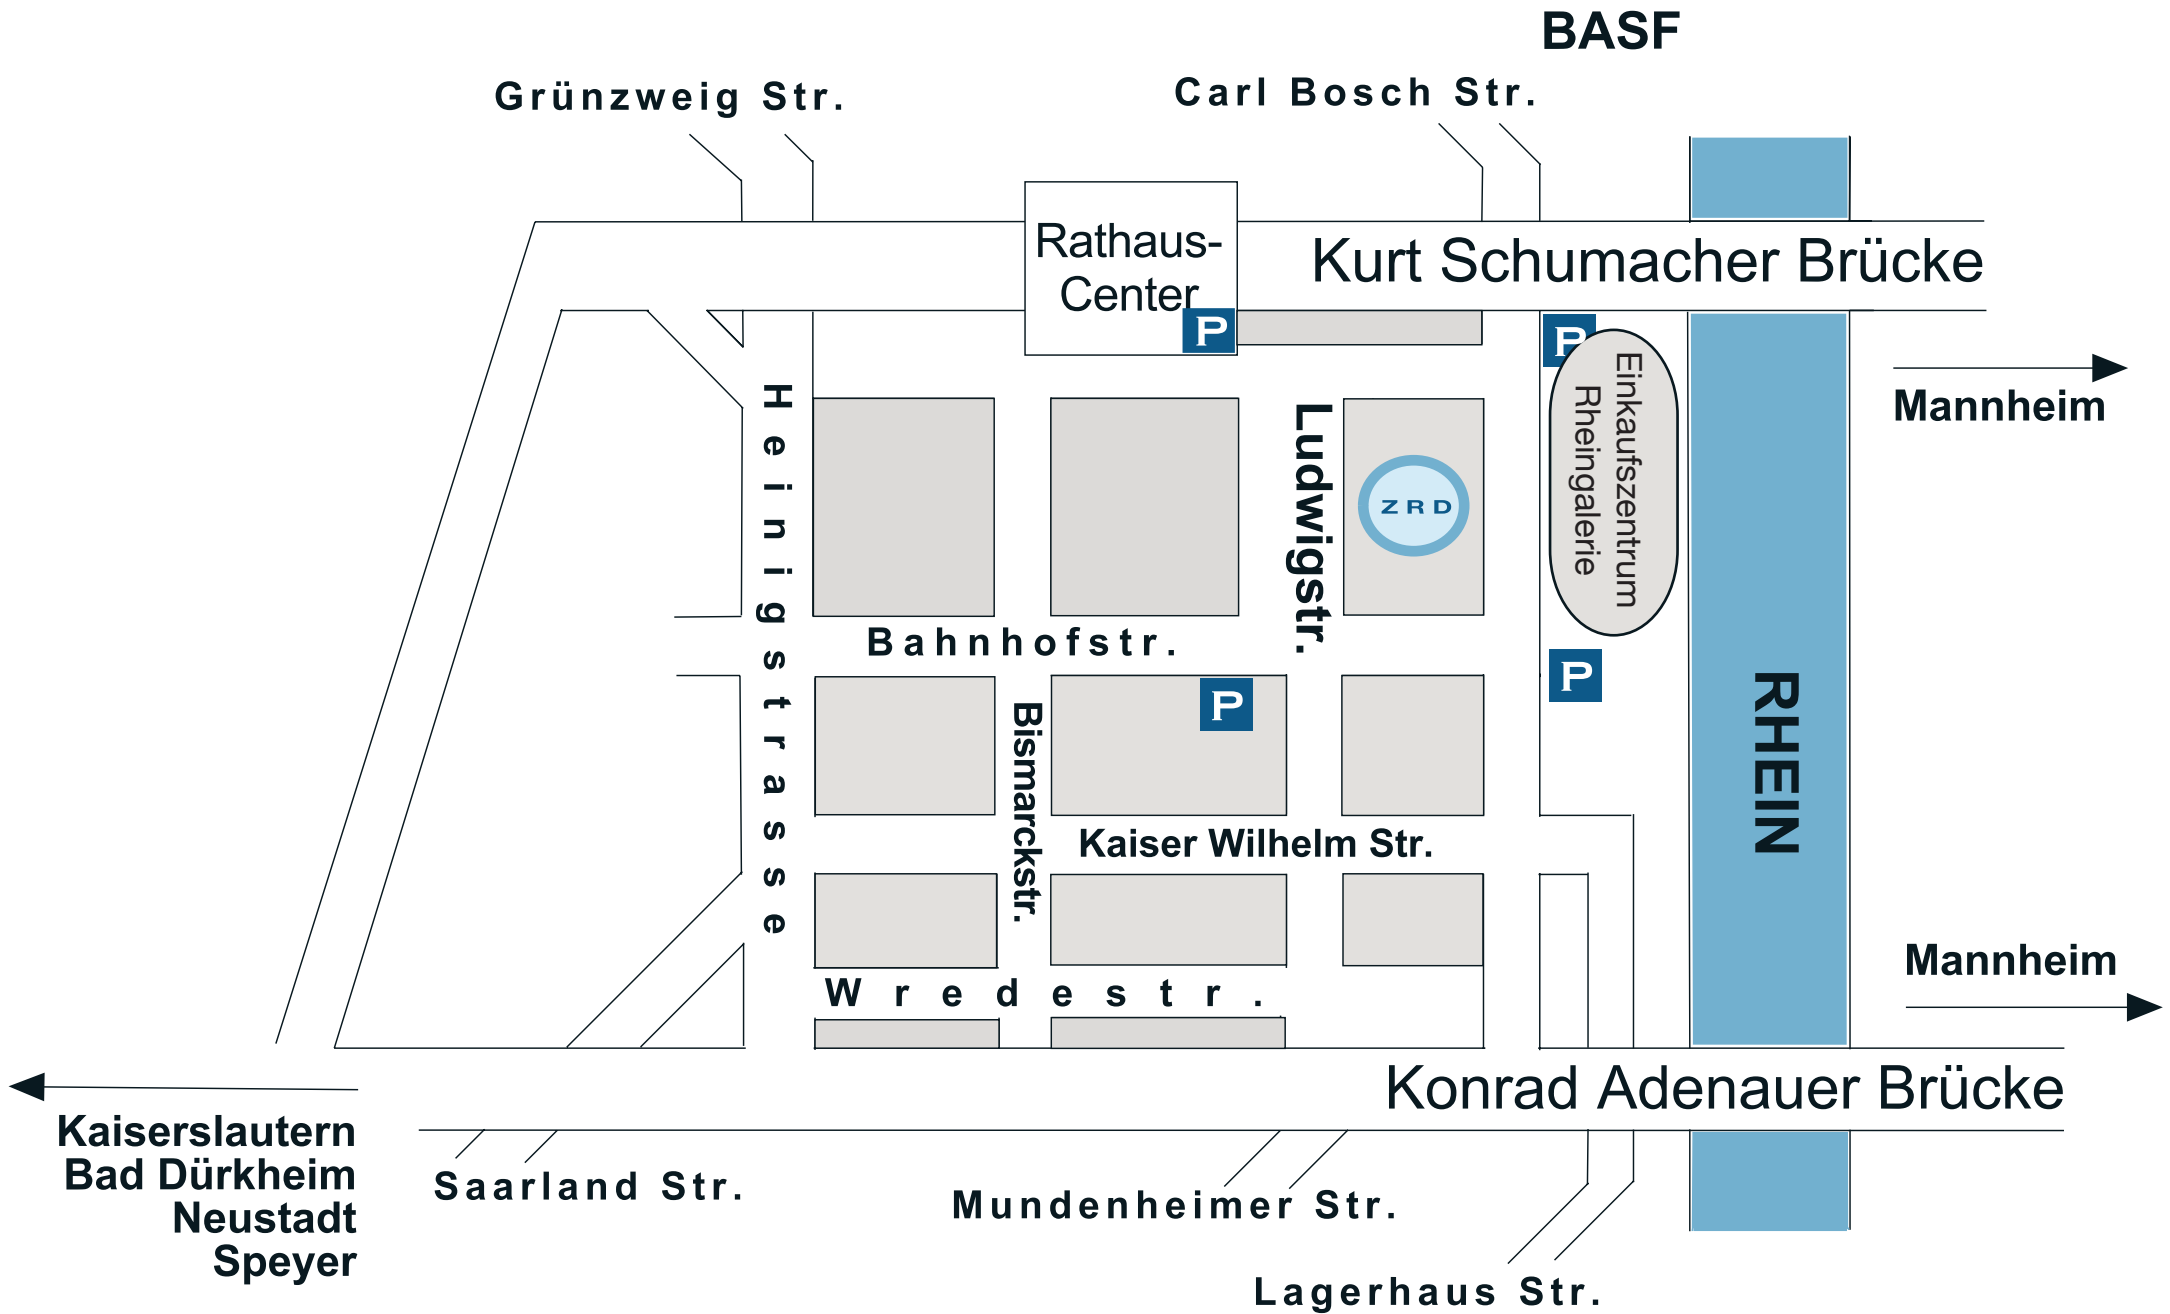 BASF
Grünzweig Str.
Carl Bosch Str.
Rathaus-
Center
Kurt Schumacher Brücke
P
P
Einkaufszentrum
Rheingalerie
Mannheim
Heinigstrasse
Ludwigstr.
ZRD
Bahnhofstr.
P
P
Bismarckstr.
RHEIN
Kaiser Wilhelm Str.
Wredestr.
Mannheim
Konrad Adenauer Brücke
Kaiserslautern
Bad Dürkheim
Neustadt
Speyer
Saarland Str.
Mundenheimer Str.
Lagerhaus Str.